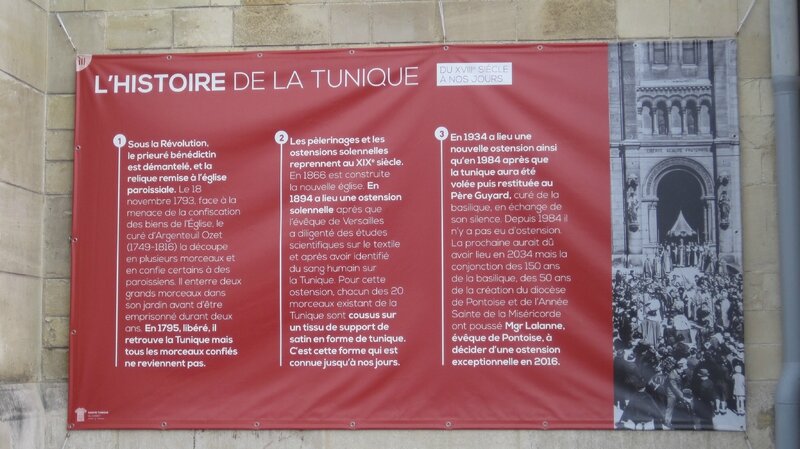 L'HISTOIRE DE LA TUNIQUE
DU XVIIIe SIÈCLE
À NOS JOURS
1
Sous la Révolution,
le prieuré bénédictin
est démantelé, et la
relique remise à l'église
paroissiale. Le 18
novembre 1793, face à la
menace de la confiscation
des biens de l'Église, le
curé d'Argenteuil Ozet
(1749-1816) la découpe
en plusieurs morceaux et
en confie certains à des
paroissiens. Il enterre deux
grands morceaux dans
son jardin avant d'être
emprisonné durant deux
ans. En 1795, libéré, il
retrouve la Tunique mais
tous les morceaux confiés
ne reviennent pas.
2
Les pèlerinages et les
ostensions solennelles
reprennent au XIXe siècle.
En 1866 est construite
la nouvelle église. En
1894 a lieu une ostension
solennelle après que
l'évêque de Versailles
a diligenté des études
scientifiques sur le textile
et après avoir identifié
du sang humain sur
la Tunique. Pour cette
ostension, chacun des 20
morceaux existant de la
Tunique sont cousus sur
un tissu de support de
satin en forme de tunique.
C'est cette forme qui est
connue jusqu'à nos jours.
3
En 1934 a lieu une
nouvelle ostension ainsi
qu'en 1984 après que
la tunique aura été
volée puis restituée au
Père Guyard, curé de la
basilique, en échange de
son silence. Depuis 1984 il
n'y a pas eu d'ostension.
La prochaine aurait dû
avoir lieu en 2034 mais la
conjonction des 150 ans
de la basilique, des 50 ans
de la création du diocèse
de Pontoise et de l'Année
Sainte de la Miséricorde
ont poussé Mgr Lalanne,
évêque de Pontoise, à
décider d'une ostension
exceptionnelle en 2016.
LIBERTÉ ÉGALITÉ FRATERNITÉ
SAINTE TUNIQUE